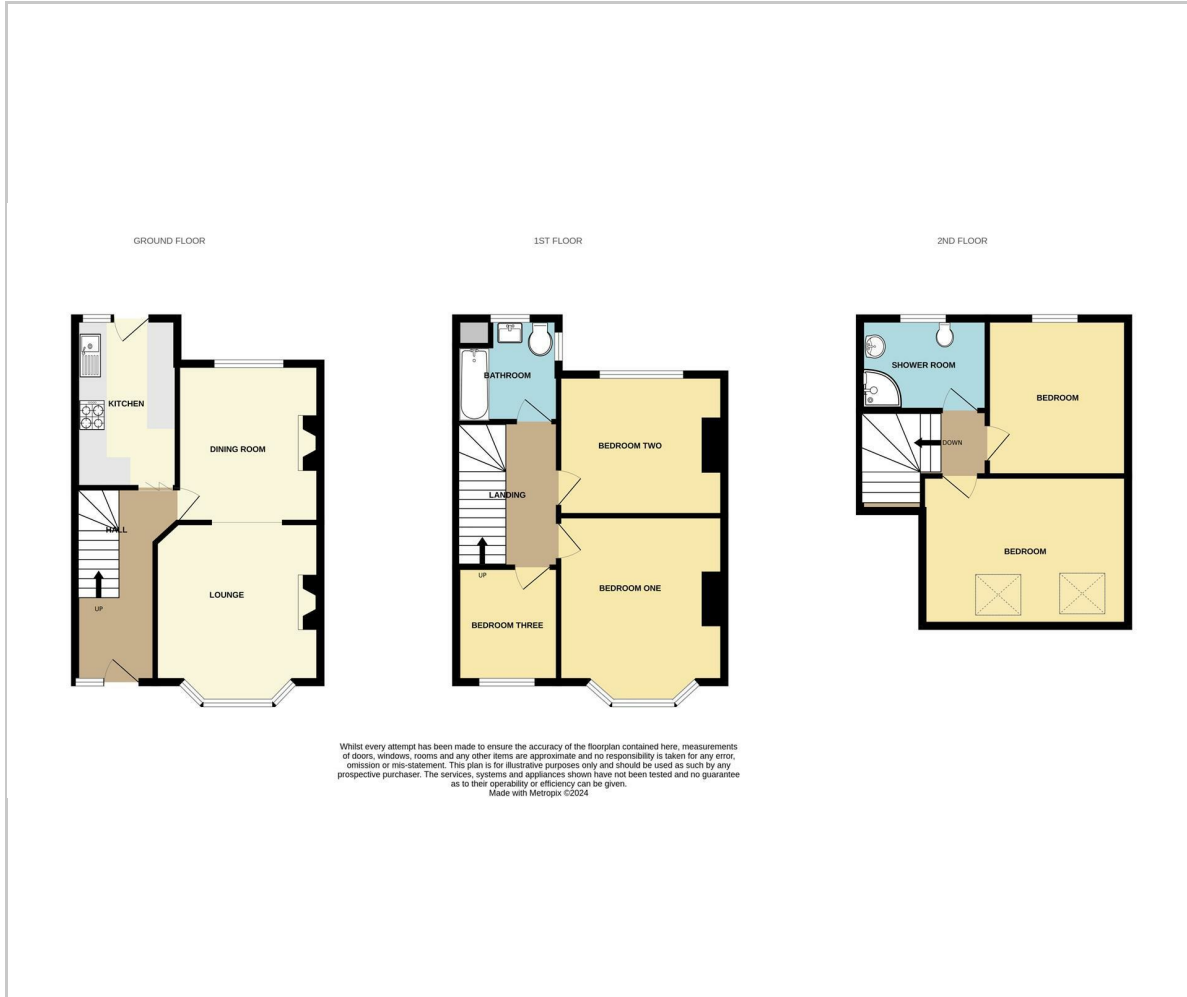 GROUND FLOOR
1ST FLOOR
2ND FLOOR
KITCHEN
DINING ROOM
HALL
LOUNGE
UP
BATHROOM
BEDROOM TWO
LANDING
BEDROOM ONE
UP
BEDROOM THREE
SHOWER ROOM
BEDROOM
DOWN
BEDROOM
Whilst every attempt has been made to ensure the accuracy of the floorplan contained here, measurements
of doors, windows, rooms and any other items are approximate and no responsibility is taken for any error,
omission or mis-statement. This plan is for illustrative purposes only and should be used as such by any
prospective purchaser. The services, systems and appliances shown have not been tested and no guarantee
as to their operability or efficiency can be given.
Made with Metropix ©2024